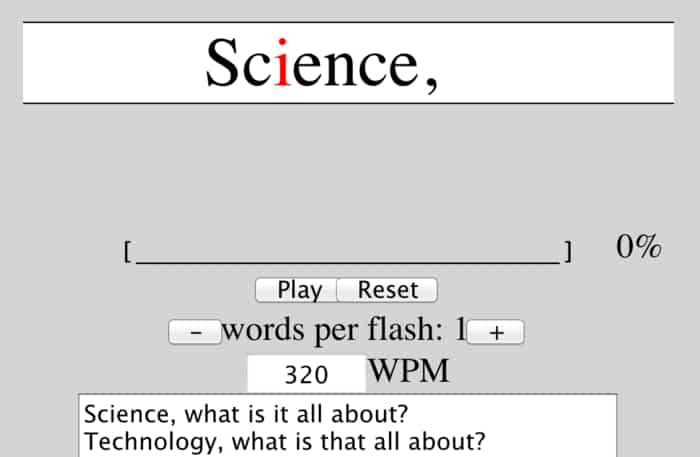 Science,
[_______________________] 0%
Play Reset
- words per flash: 1 +
320 WPM
Science, what is it all about?
Technology, what is that all about?